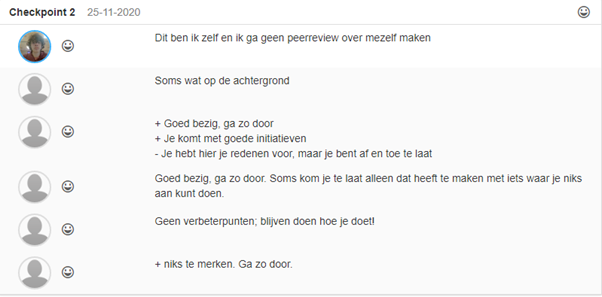 Checkpoint 2 25-11-2020
Dit ben ik zelf en ik ga geen peerreview over mezelf maken
Soms wat op de achtergrond
+ Goed bezig, ga zo door
+ Je komt met goede initiatieven
- Je hebt hier je redenen voor, maar je bent af en toe te laat
Goed bezig, ga zo door. Soms kom je te laat alleen dat heeft te maken met iets waar je niks
aan kunt doen.
Geen verbeterpunten; blijven doen hoe je doet!
+ niks te merken. Ga zo door.